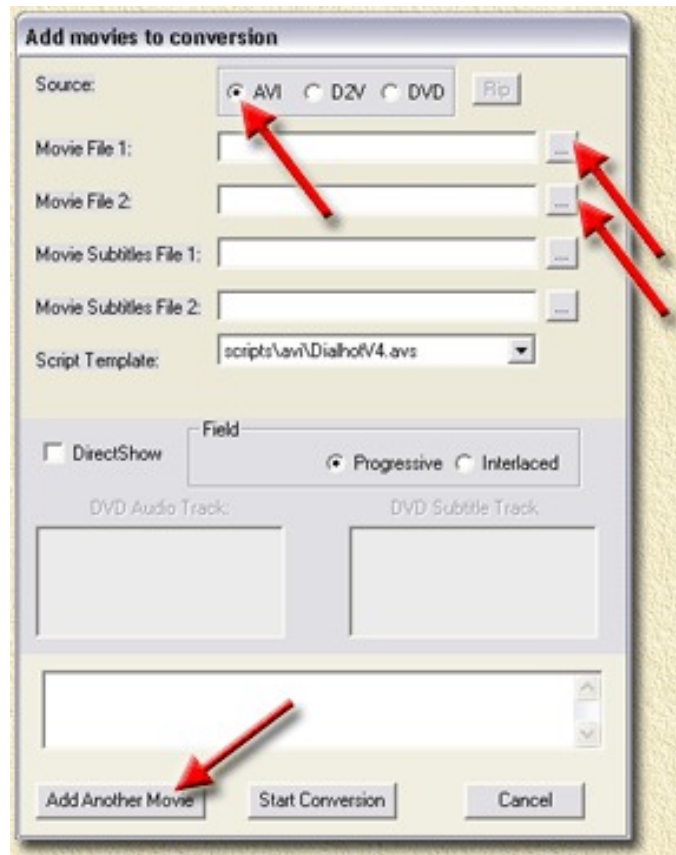 Add movies to conversion
Source: AVI D2V DVD Rip
Movie File 1: ...
Movie File 2: ...
Movie Subtitles File 1: ...
Movie Subtitles File 2: ...
Script Template: scripts\avi\DialhotV4.avs
Field
DirectShow Progressive Interlaced
DVD Audio Track: DVD Subtitle Track
Add Another Movie Start Conversion Cancel